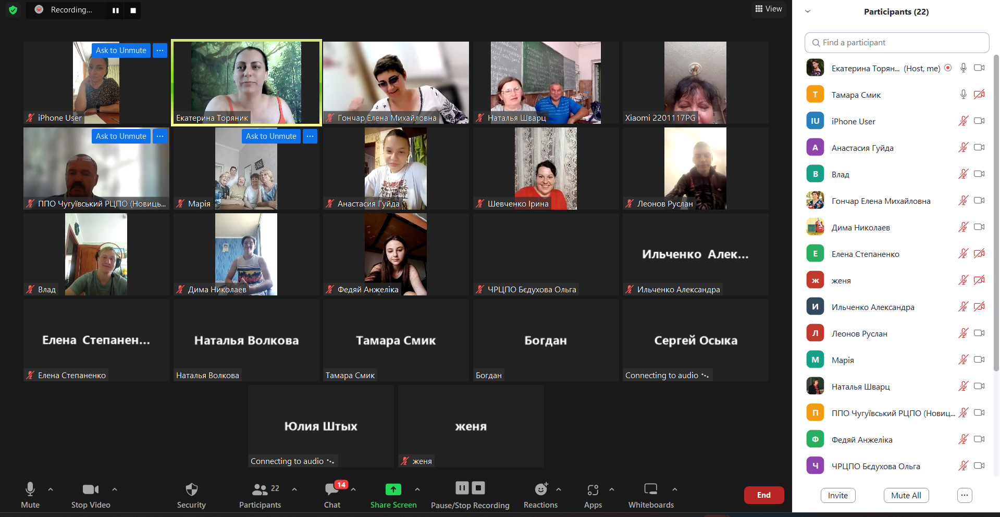 Recording...
View
Ask to Unmute
...
iPhone User
Екатерина Торяник
Гончар Елена Михайловна
Наталья Шварц
Xiaomi 2201117PG
Ask to Unmute
...
Ask to Unmute
...
ППО Чугуївський РЦПО (Новиць...
Марія
SOMEONE
Анастасия Гуйда
Шевченко Ірина
Леонов Руслан
Влад
Дима Николаев
Федяй Анжеліка
ЧРЦПО Бєдухова Ольга
Ильченко Алек...
Ильченко Александра
Елена Степанен...
Елена Степаненко
Наталья Волкова
Наталья Волкова
Тамара Смик
Тамара Смик
Богдан
Богдан
Сергей Осыка
Connecting to audio
Юлия Штых
Connecting to audio
женя
женя
Mute
Stop Video
Security
22
Participants
14
Chat
Share Screen
Pause/Stop Recording
Reactions
Apps
Whiteboards
End
Participants (22)
Find a participant
Екатерина Торян... (Host, me)
Т Тамара Смик
IU iPhone User
А Анастасия Гуйда
В Влад
Гончар Елена Михайловна
Дима Николаев
Е Елена Степаненко
ж женя
И Ильченко Александра
Л Леонов Руслан
М Марія
Наталья Шварц
П ППО Чугуївський РЦПО (Новиц...
Ф Федяй Анжеліка
Ч ЧРЦПО Бєдухова Ольга
Invite
Mute All
...